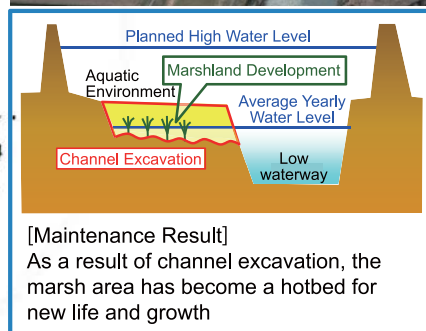 Planned High Water Level
Marshland Development
Aquatic
Environment
Average Yearly
Water Level
Channel Excavation
Low
waterway
[Maintenance Result]
As a result of channel excavation, the
marsh area has become a hotbed for
new life and growth